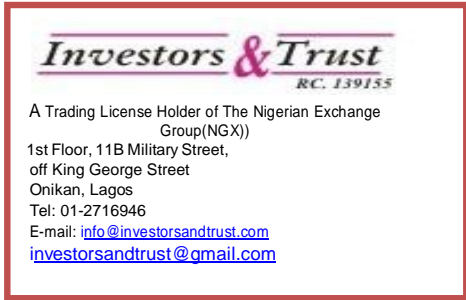 Investors & Trust
RC. 139155
A Trading License Holder of The Nigerian Exchange
Group(NGX))
1st Floor, 11B Military Street,
off King George Street
Onikan, Lagos
Tel: 01-2716946
E-mail: info@investorsandtrust.com
investorsandtrust@gmail.com